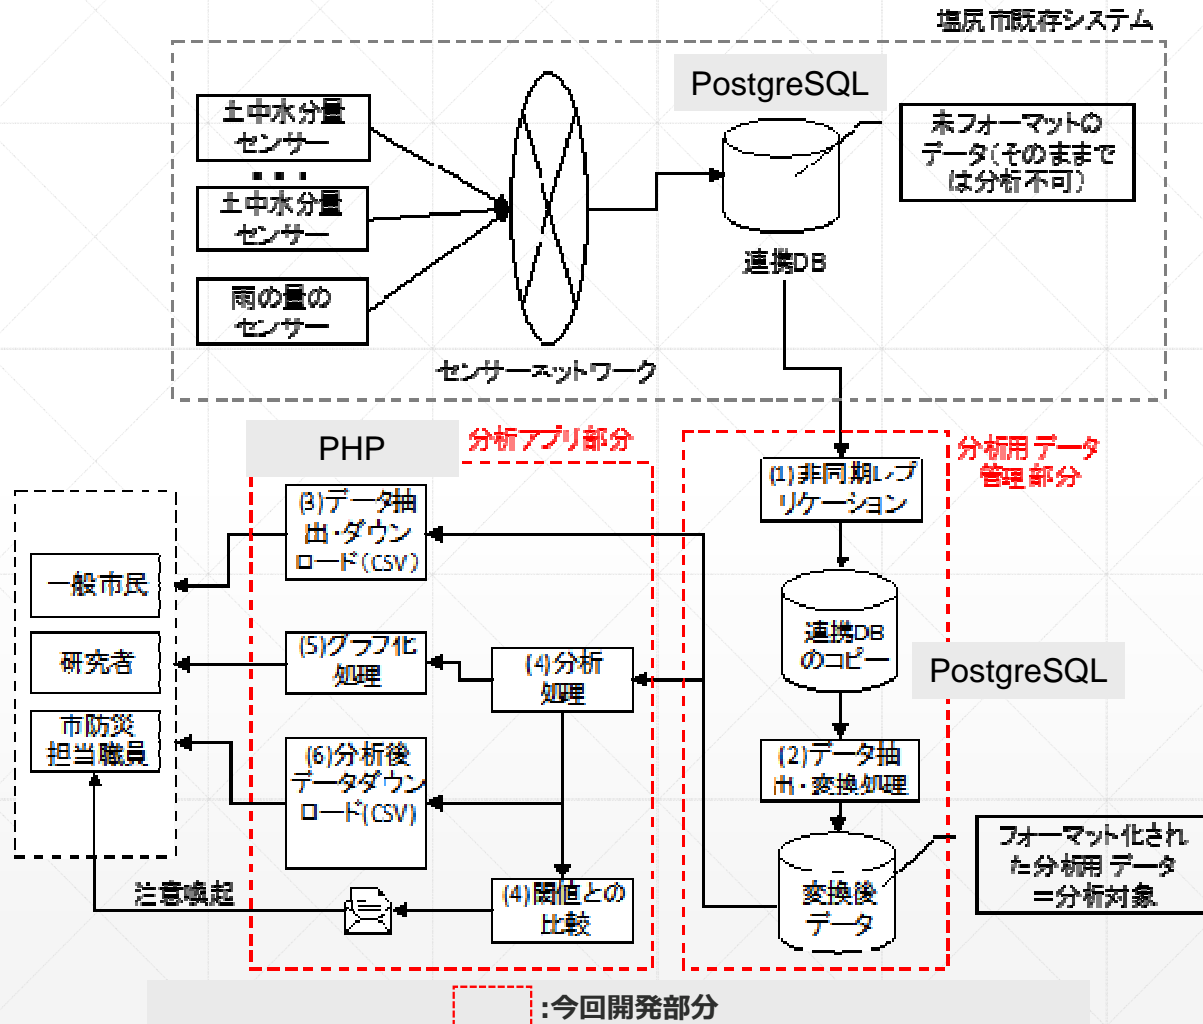 塩尻市既存システム
PostgreSQL
土中水分量
センサー
・・・
土中水分量
センサー
雨の量の
センサー
センサーネットワーク
連携DB
未フォーマットの
データ(そのままで
は分析不可)
PHP
分析アプリ部分
分析用データ
管理部分
(1)非同期レプ
リケーション
連携DB
のコピー
PostgreSQL
(2)データ抽
出・変換処理
変換後
データ
フォーマット化され
た分析用データ
=分析対象
(3)データ抽
出・ダウン
ロード(CSV)
(5)グラフ化
処理
(4)分析
処理
(6)分析後
データダウン
ロード(CSV)
(4)閾値との
比較
一般市民
研究者
市防災
担当職員
注意喚起
:今回開発部分